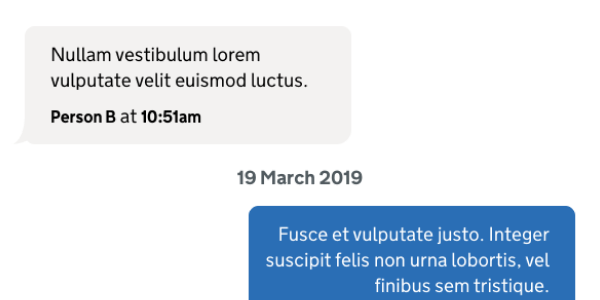 Nullam vestibulum lorem
vulputate velit euismod luctus.
Person B at 10:51am
19 March 2019
Fusce et vulputate justo. Integer
suscipit felis non urna lobortis, vel
finibus sem tristique.